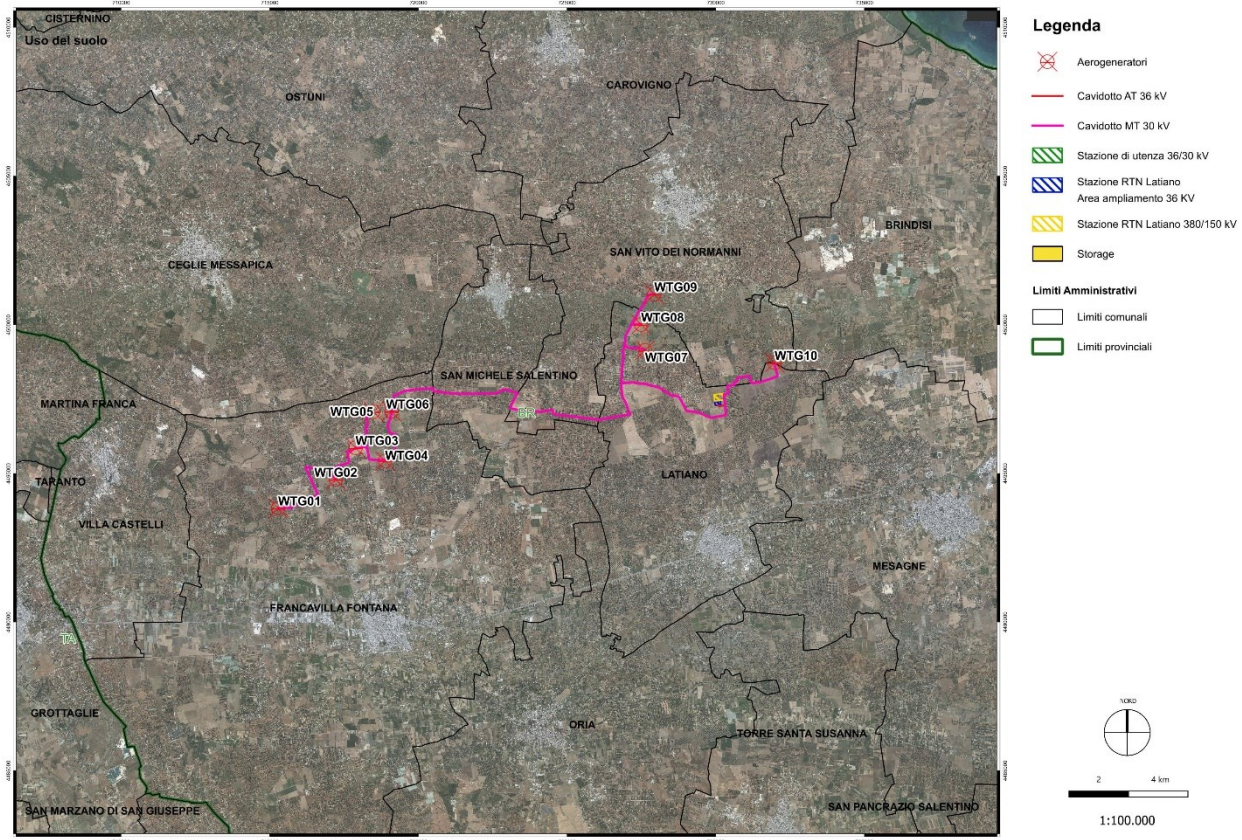 CISTERNINO
Uso del suolo
OSTUNI
CAROVIGNO
BRINDISI
SAN VITO DEI NORMANNI
CEGLIE MESSAPICA
WTG09
WTG08
WTG07
WTG10
SAN MICHELE SALENTINO
MARTINA FRANCA
WTG05
WTG06
BR
WTG03
WTG04
WTG02
LATIANO
TARANTO
WTG01
VILLA CASTELLI
MESAGNE
FRANCAVILLA FONTANA
TA
GROTTAGLIE
ORIA
TORRE SANTA SUSANNA
SAN MARZANO DI SAN GIUSEPPE
SAN PANCRAZIO SALENTINO
Legenda
Aerogeneratori
Cavidotto AT 36 kV
Cavidotto MT 30 kV
Stazione di utenza 36/30 kV
Stazione RTN Latiano
Area ampliamento 36 KV
Stazione RTN Latiano 380/150 kV
Storage
Limiti Amministrativi
Limiti comunali
Limiti provinciali
NORD
2 4 km
1:100.000